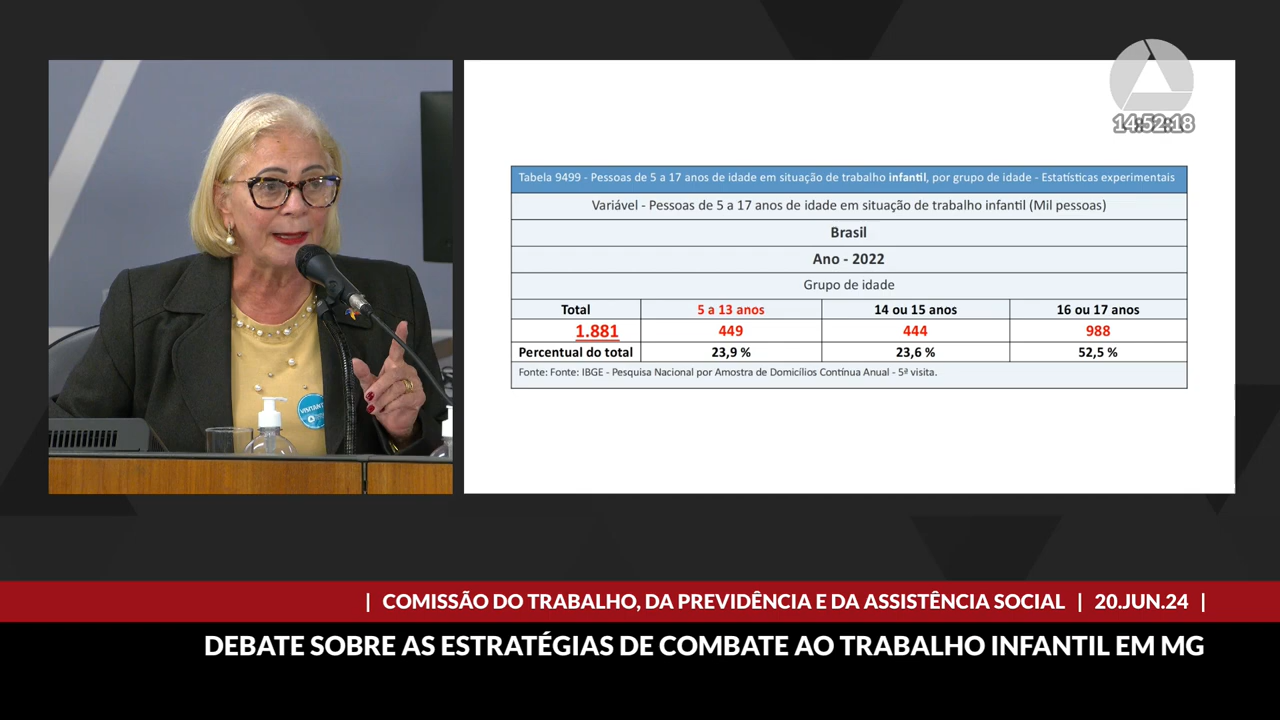 14:52:18
Tabela 9499 - Pessoas de 5 a 17 anos de idade em situação de trabalho infantil, por grupo de idade - Estatísticas experimentais
Variável - Pessoas de 5 a 17 anos de idade em situação de trabalho infantil (Mil pessoas)
Brasil
Ano - 2022
Grupo de idade
Total 5 a 13 anos 14 ou 15 anos 16 ou 17 anos
1.881 449 444 988
Percentual do total 23,9 % 23,6 % 52,5 %
Fonte: Fonte: IBGE - Pesquisa Nacional por Amostra de Domicílios Contínua Anual - 5ª visita.
| COMISSÃO DO TRABALHO, DA PREVIDÊNCIA E DA ASSISTÊNCIA SOCIAL | 20.JUN.24 |
DEBATE SOBRE AS ESTRATÉGIAS DE COMBATE AO TRABALHO INFANTIL EM MG